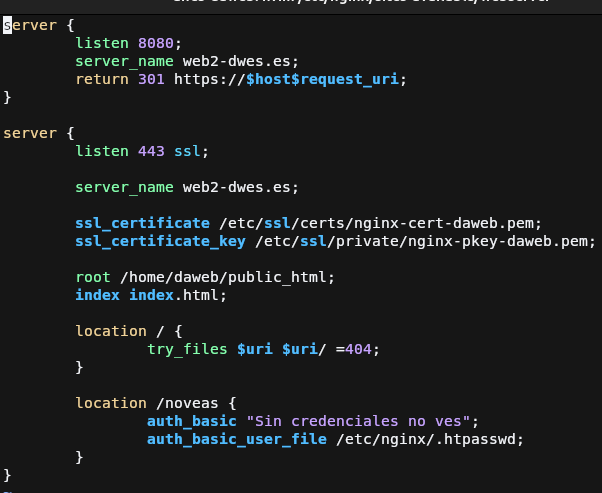 server {
listen 8080;
server_name web2-dwes.es;
return 301 https://$host$request_uri;
}
server {
listen 443 ssl;
server_name web2-dwes.es;
ssl_certificate /etc/ssl/certs/nginx-cert-daweb.pem;
ssl_certificate_key /etc/ssl/private/nginx-pkey-daweb.pem;
root /home/daweb/public_html;
index index.html;
location / {
try_files $uri $uri/ =404;
}
location /noveas {
auth_basic "Sin credenciales no ves";
auth_basic_user_file /etc/nginx/.htpasswd;
}
}